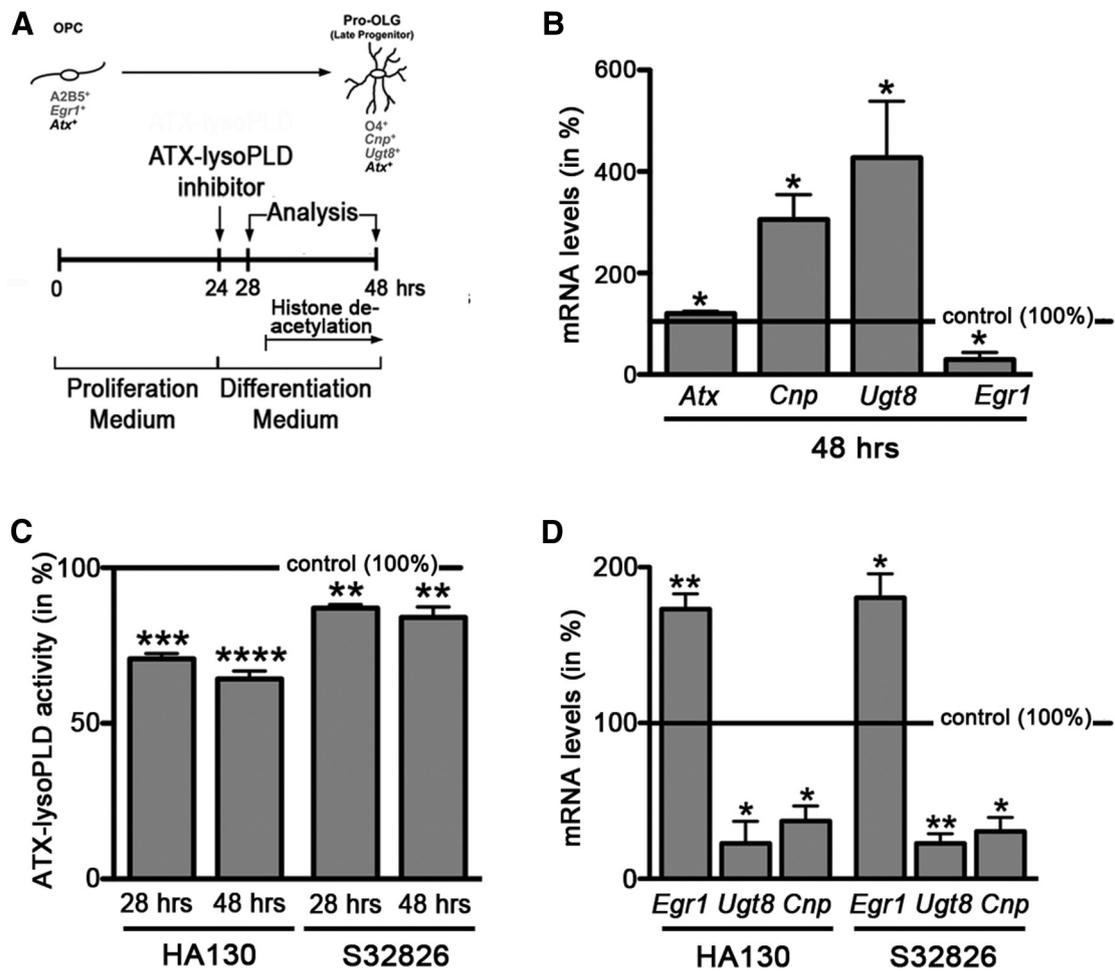 A
OPC
Pro-OLG
(Late Progenitor)
A2B5+
Egr1+
Atx+
O4+
Cnp+
Ugt8+
Atx+
ATX-lysoPLD
ATX-lysoPLD
inhibitor
Analysis
0
24
28
48
hrs
Histone de-
acetylation
Proliferation
Medium
Differentiation
Medium
B
mRNA levels (in %)
600
400
200
0
*
*
*
*
control (100%)
Atx
Cnp
Ugt8
Egr1
48 hrs
C
ATX-lysoPLD activity (in %)
100
50
0
control (100%)
***
****
**
**
28 hrs
48 hrs
28 hrs
48 hrs
HA130
S32826
D
mRNA levels (in %)
200
100
0
**
*
*
*
**
*
control (100%)
Egr1
Ugt8
Cnp
Egr1
Ugt8
Cnp
HA130
S32826